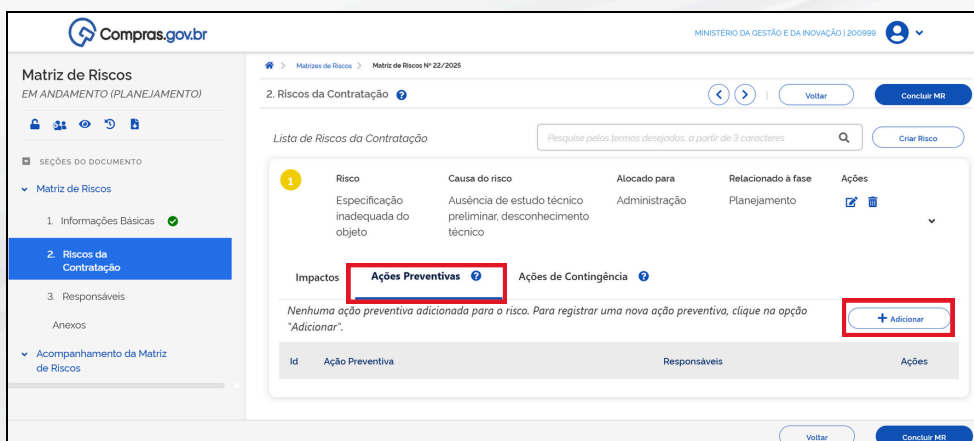 Compras.gov.br
MINISTÉRIO DA GESTÃO E DA INOVAÇÃO | 200999
Matriz de Riscos
EM ANDAMENTO (PLANEJAMENTO)
SEÇÕES DO DOCUMENTO
Matriz de Riscos
1. Informações Básicas
2. Riscos da
Contratação
3. Responsáveis
Anexos
Acompanhamento da Matriz
de Riscos
> Matrizes de Riscos > Matriz de Riscos Nº 22/2025
2. Riscos da Contratação ?
Voltar
Concluir MR
Lista de Riscos da Contratação
Pesquise pelos termos desejados, a partir de 3 caracteres
Criar Risco
1
Risco Causa do risco Alocado para Relacionado à fase Ações
Especificação Ausência de estudo técnico Administração Planejamento
inadequada do preliminar, desconhecimento
objeto técnico
Impactos Ações Preventivas ? Ações de Contingência ?
Nenhuma ação preventiva adicionada para o risco. Para registrar uma nova ação preventiva, clique na opção
"Adicionar".
+ Adicionar
Id Ação Preventiva Responsáveis Ações
Voltar
Concluir MR